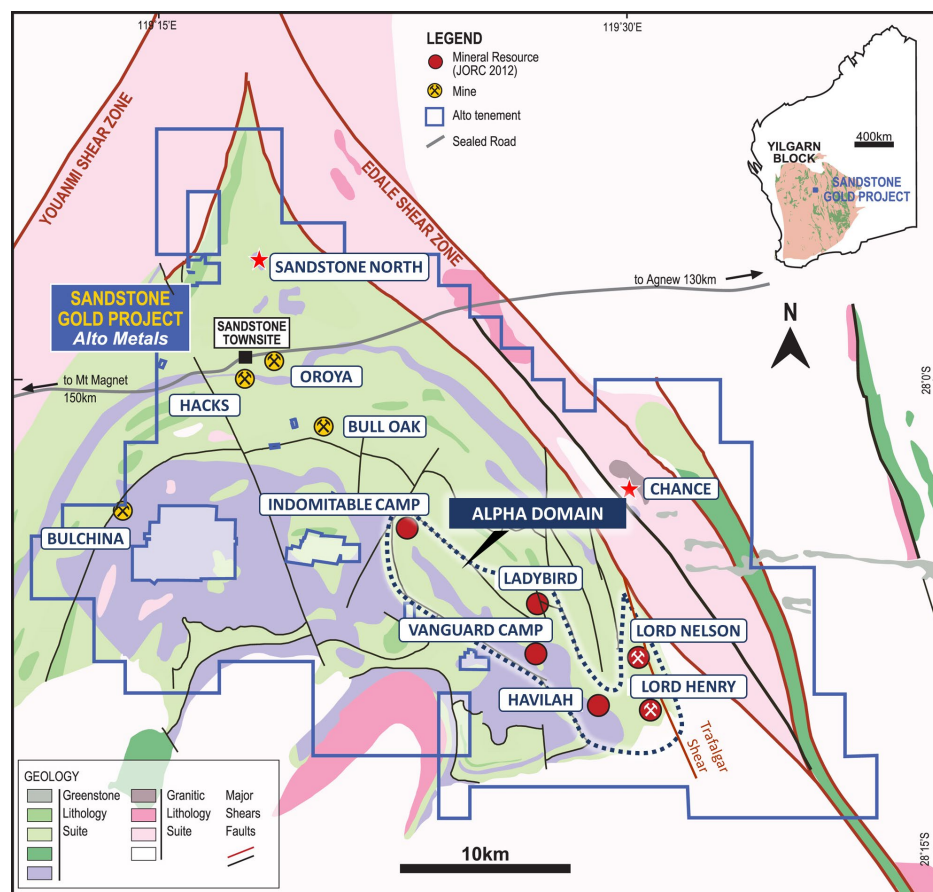 119°15'
119°30'
LEGEND
Mineral Resource
(JORC 2012)
Mine
Alto tenement
Sealed Road
400km
YILGARN
BLOCK
SANDSTONE
GOLD PROJECT
YOUANMI SHEAR ZONE
EDALE SHEAR ZONE
SANDSTONE NORTH
to Agnew 130km
SANDSTONE
GOLD PROJECT
Alto Metals
SANDSTONE
TOWNSITE
N
OROYA
to Mt Magnet
150km
HACKS
28°0'S
BULL OAK
CHANCE
INDOMITABLE CAMP
ALPHA DOMAIN
BULCHINA
LADYBIRD
VANGUARD CAMP
LORD NELSON
HAVILAH
LORD HENRY
Trafalgar
Shear
GEOLOGY
Greenstone
Lithology
Suite
Granitic
Lithology
Suite
Major
Shears
Faults
10km
28°15'S